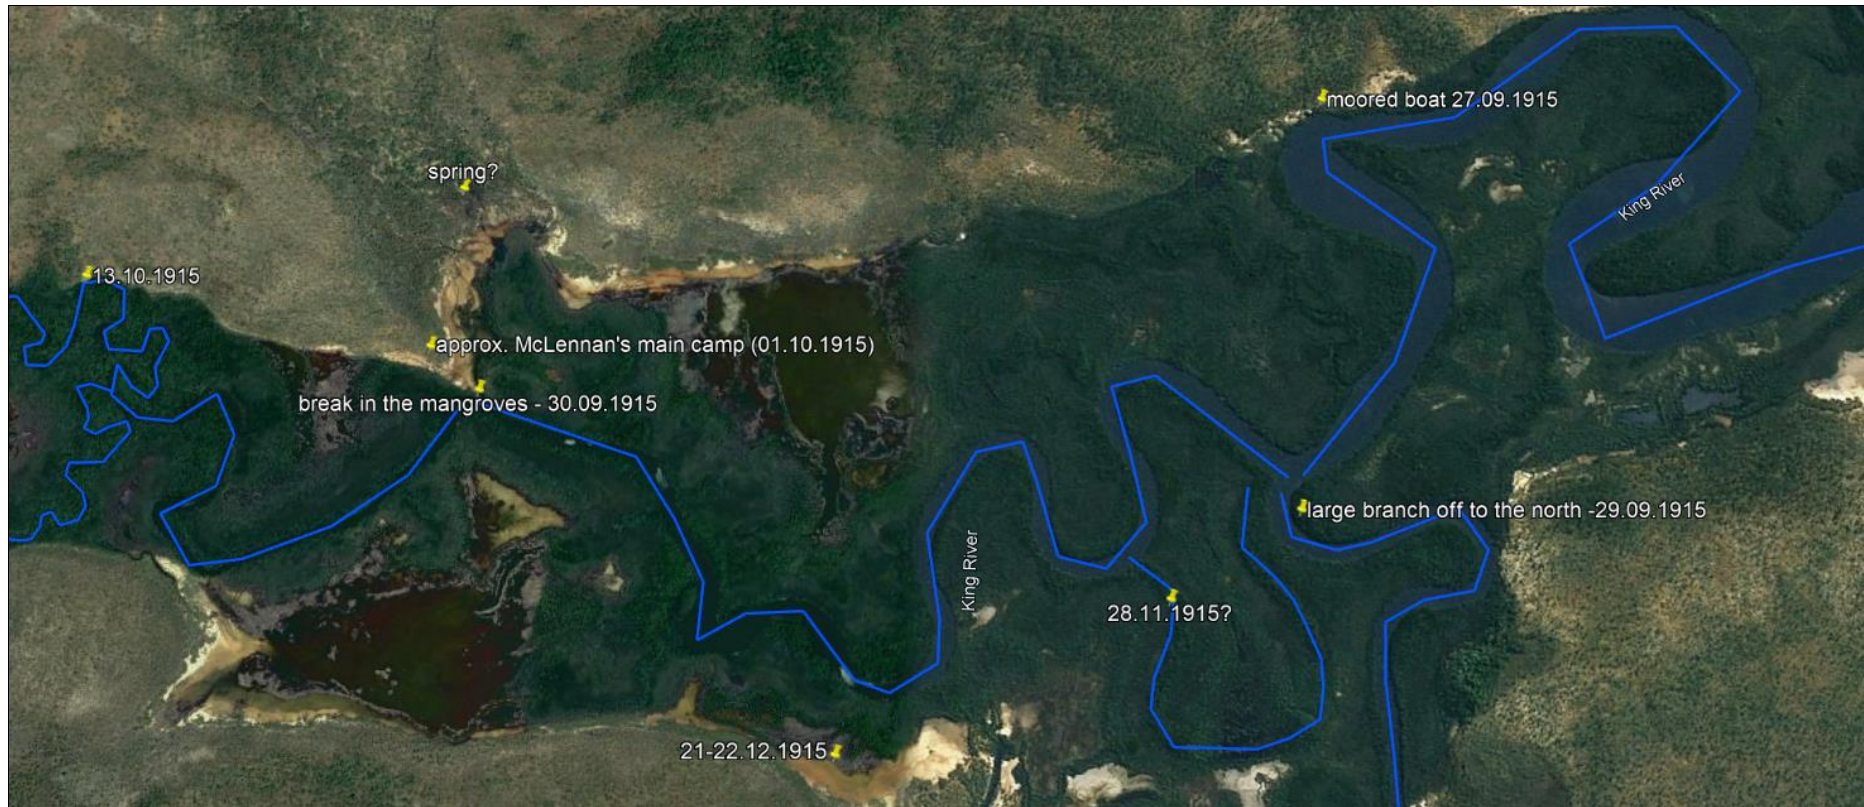 moored boat 27.09.1915
spring?
King River
13.10.1915
approx. McLennan's main camp (01.10.1915)
break in the mangroves - 30.09.1915
large branch off to the north -29.09.1915
King River
28.11.1915?
21-22.12.1915